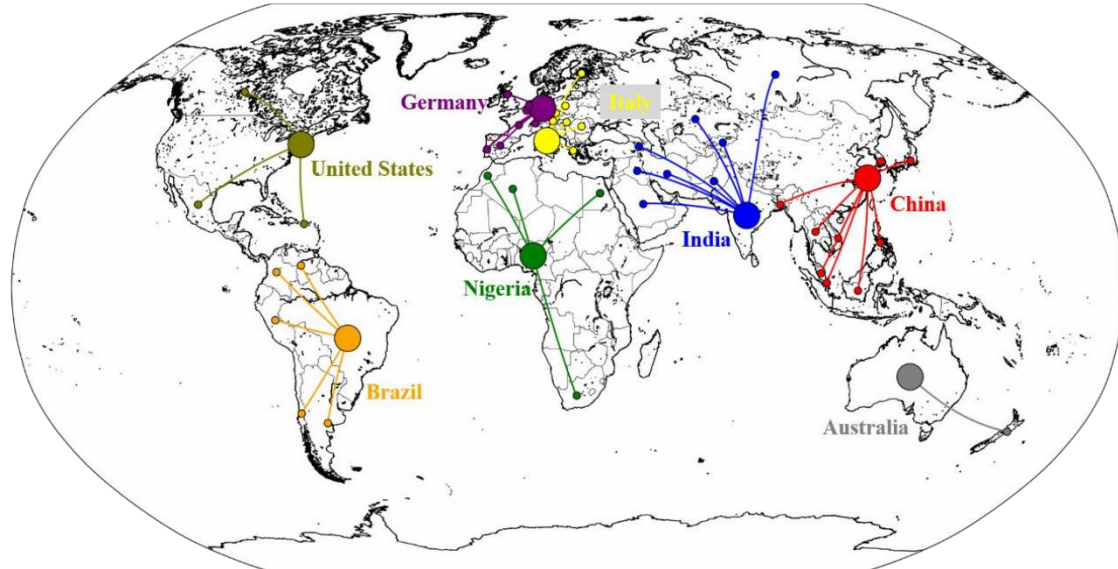 Germany
Italy
United States
China
India
Nigeria
Brazil
Australia